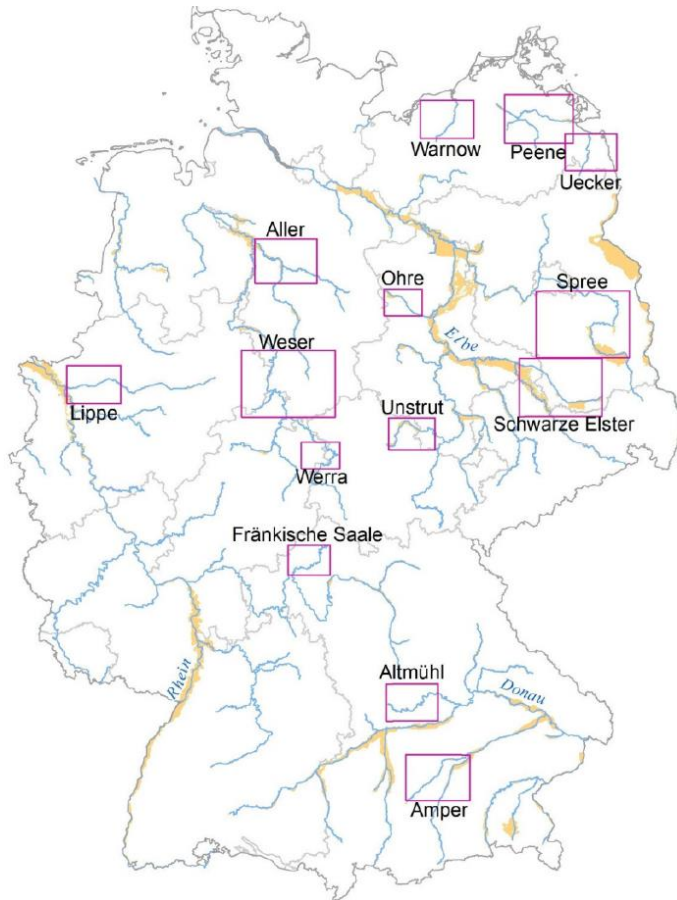 Warnow
Peene
Uecker
Aller
Ohre
Spree
Elbe
Weser
Lippe
Unstrut
Schwarze Elster
Werra
Fränkische Saale
Rhein
Altmühl
Donau
Amper